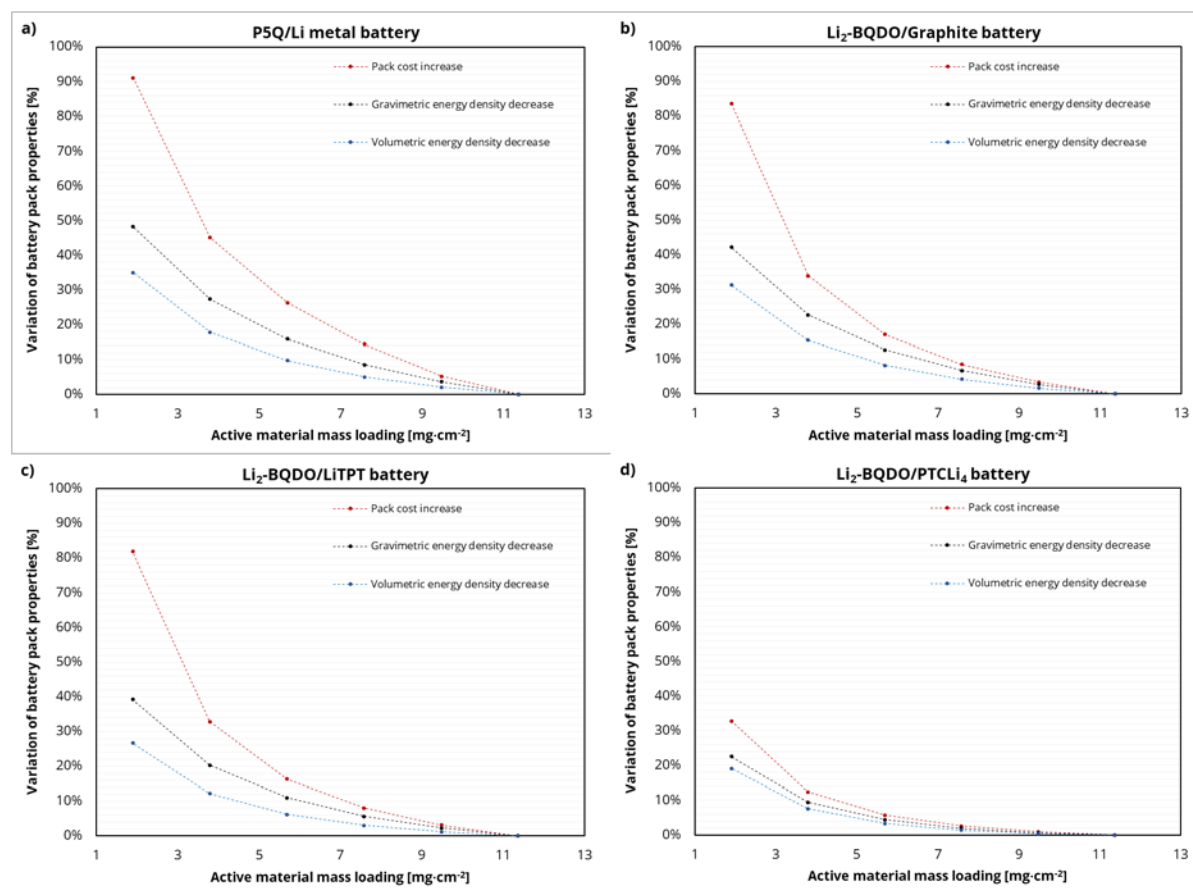 a)
P5Q/Li metal battery
Variation of battery pack properties [%]
100%
90%
80%
70%
60%
50%
40%
30%
20%
10%
0%
Pack cost increase
Gravimetric energy density decrease
Volumetric energy density decrease
1 3 5 7 9 11 13
Active material mass loading [mg·cm⁻²]
b)
Li₂-BQDO/Graphite battery
Variation of battery pack properties [%]
100%
90%
80%
70%
60%
50%
40%
30%
20%
10%
0%
Pack cost increase
Gravimetric energy density decrease
Volumetric energy density decrease
1 3 5 7 9 11 13
Active material mass loading [mg·cm⁻²]
c)
Li₂-BQDO/LiTPT battery
Variation of battery pack properties [%]
100%
90%
80%
70%
60%
50%
40%
30%
20%
10%
0%
Pack cost increase
Gravimetric energy density decrease
Volumetric energy density decrease
1 3 5 7 9 11 13
Active material mass loading [mg·cm⁻²]
d)
Li₂-BQDO/PTCLi₄ battery
Variation of battery pack properties [%]
100%
90%
80%
70%
60%
50%
40%
30%
20%
10%
0%
Pack cost increase
Gravimetric energy density decrease
Volumetric energy density decrease
1 3 5 7 9 11 13
Active material mass loading [mg·cm⁻²]